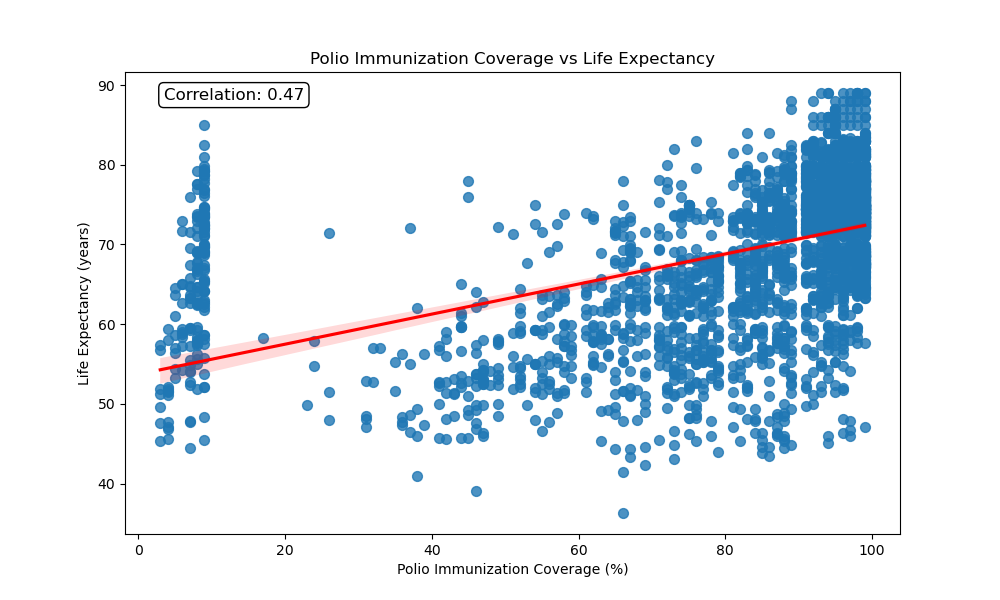 Polio Immunization Coverage vs Life Expectancy
Correlation: 0.47
Life Expectancy (years)
90
80
70
60
50
40
0 20 40 60 80 100
Polio Immunization Coverage (%)